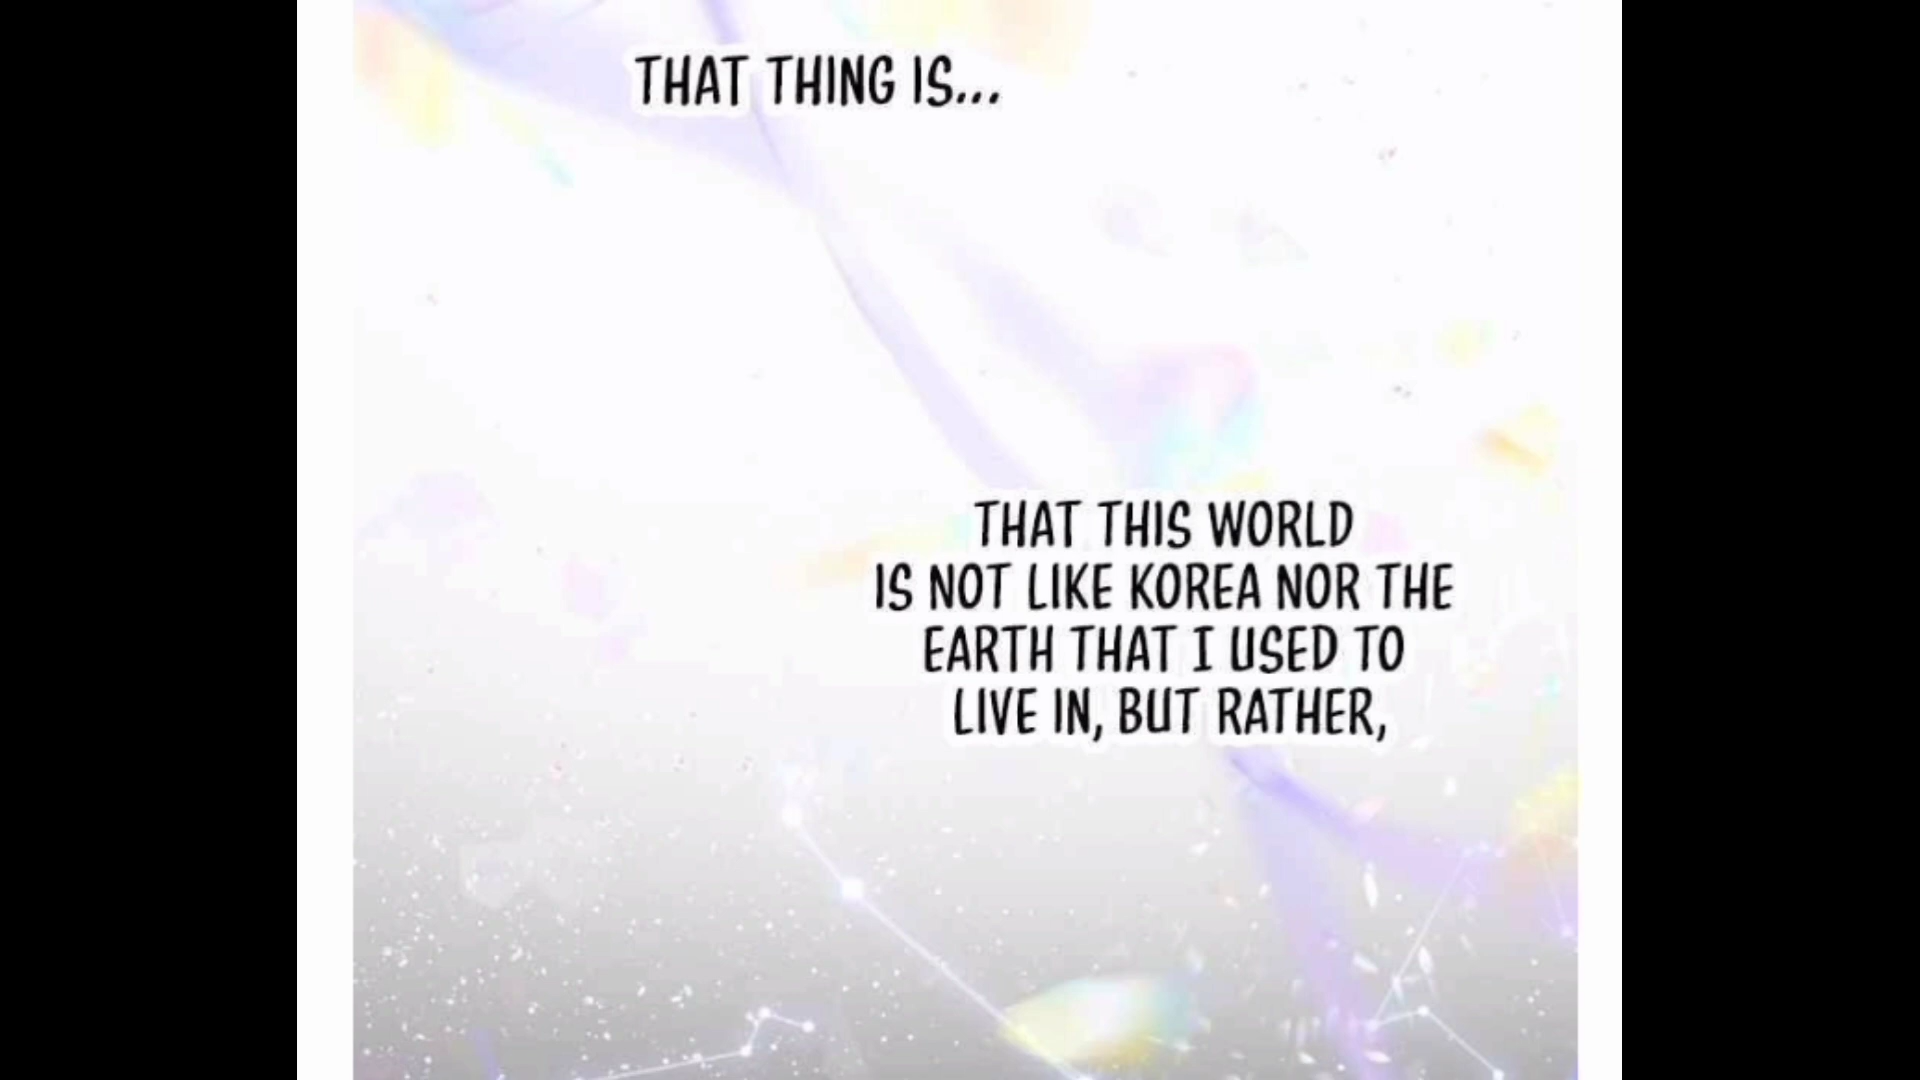 THAT THING IS...
THAT THIS WORLD
IS NOT LIKE KOREA NOR THE
EARTH THAT I USED TO
LIVE IN, BUT RATHER,